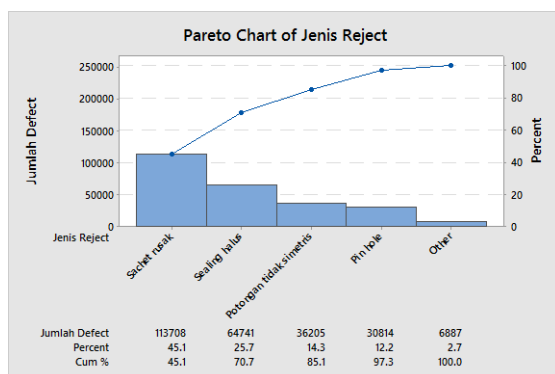 Pareto Chart of Jenis Reject
Jumlah Defect
250000
200000
150000
100000
50000
0
100
80
60
40
20
0
Percent
Jenis Reject
Sachet rusak
Sealing halus
Potongan tidak simetris
Pin hole
Other
Jumlah Defect 113708 64741 36205 30814 6887
Percent 45.1 25.7 14.3 12.2 2.7
Cum % 45.1 70.7 85.1 97.3 100.0